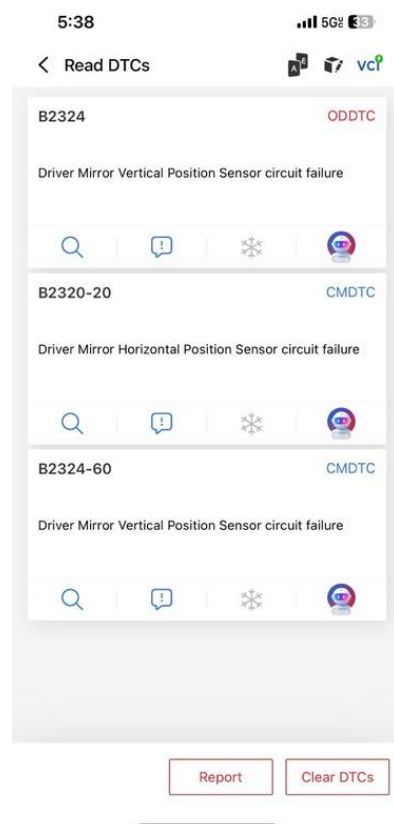 5:38
5G 33
Read DTCs
A E
vci
B2324 ODDTC
Driver Mirror Vertical Position Sensor circuit failure
B2320-20 CMDTC
Driver Mirror Horizontal Position Sensor circuit failure
B2324-60 CMDTC
Driver Mirror Vertical Position Sensor circuit failure
Report Clear DTCs